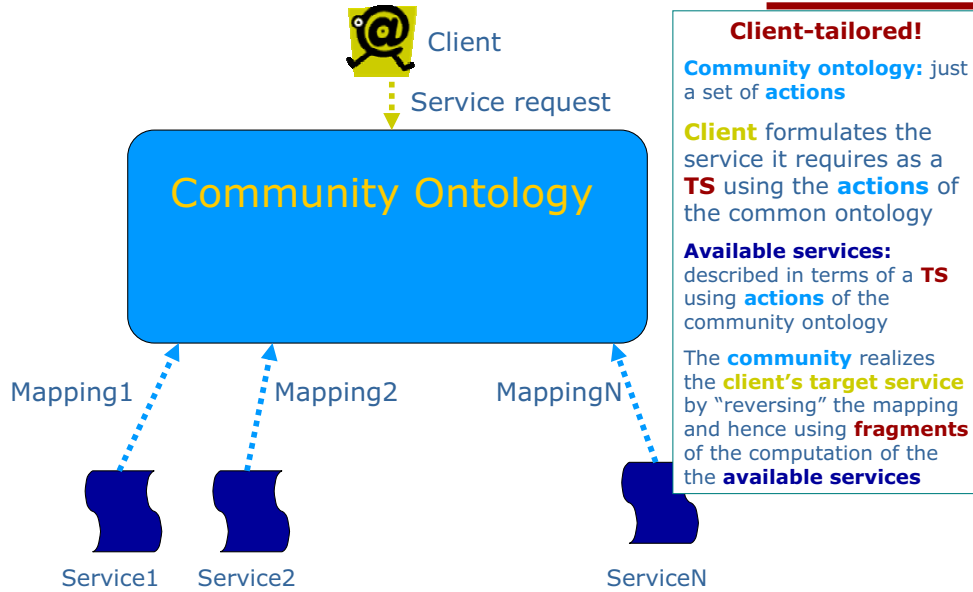 Client
Service request
Community Ontology
Mapping1
Mapping2
MappingN
Service1
Service2
ServiceN
Client-tailored!
Community ontology: just
a set of actions
Client formulates the
service it requires as a
TS using the actions of
the common ontology
Available services:
described in terms of a TS
using actions of the
community ontology
The community realizes
the client's target service
by “reversing” the mapping
and hence using fragments
of the computation of the
the available services